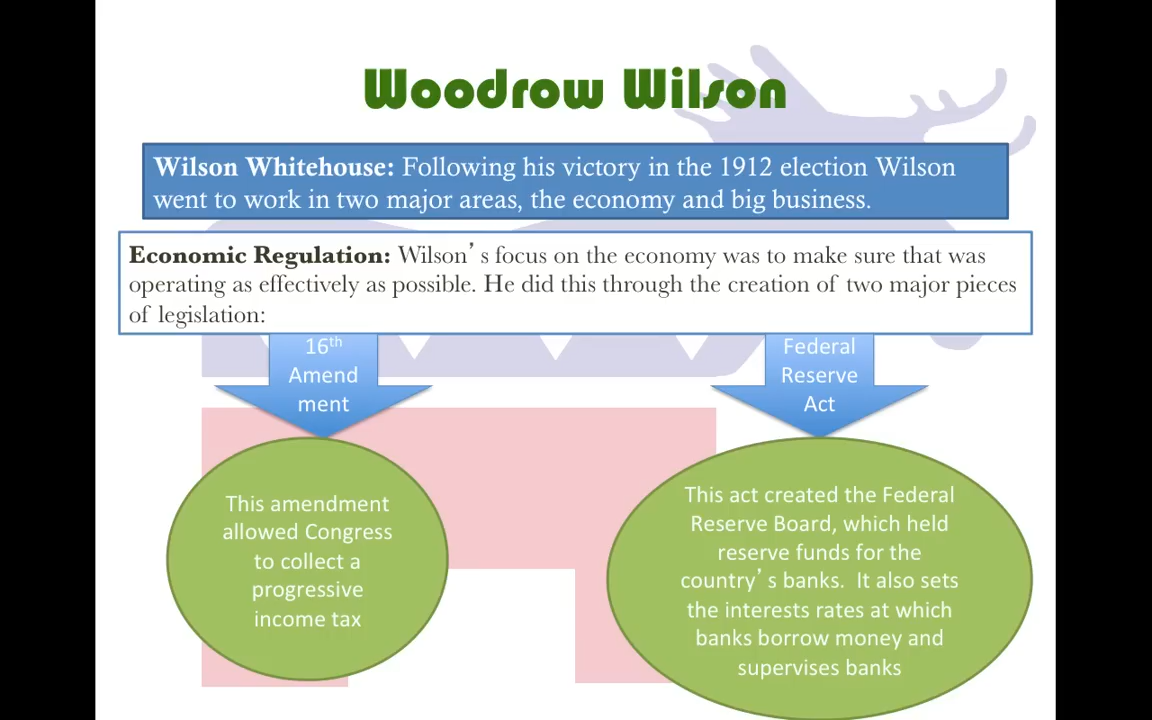 Woodrow Wilson
Wilson Whitehouse: Following his victory in the 1912 election Wilson
went to work in two major areas, the economy and big business.
Economic Regulation: Wilson’s focus on the economy was to make sure that was
operating as effectively as possible. He did this through the creation of two major pieces
of legislation:
16th
Amend
ment
Federal
Reserve
Act
This amendment
allowed Congress
to collect a
progressive
income tax
This act created the Federal
Reserve Board, which held
reserve funds for the
country’s banks. It also sets
the interests rates at which
banks borrow money and
supervises banks